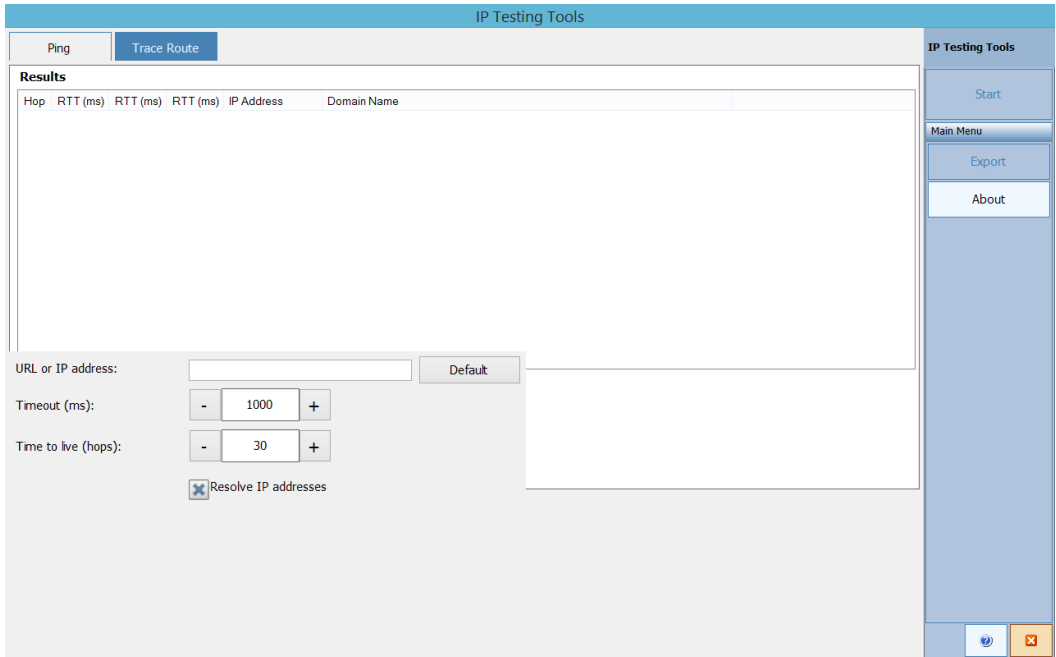 IP Testing Tools
Ping Trace Route
Results
Hop RTT (ms) RTT (ms) RTT (ms) IP Address Domain Name
URL or IP address: Default
Timeout (ms): - 1000 +
Time to live (hops): - 30 +
Resolve IP addresses
IP Testing Tools
Start
Main Menu
Export
About